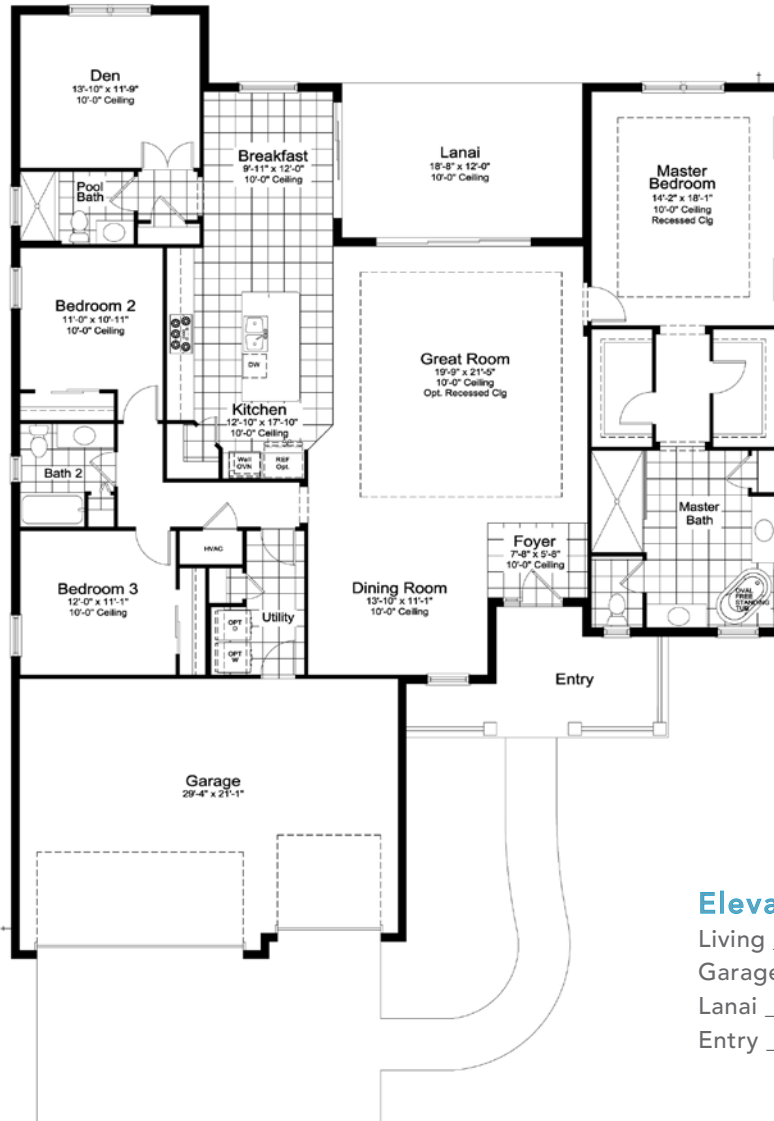 Den
13'-10" x 11'-9"
10'-0" Ceiling
Breakfast
9'-11" x 12'-0"
10'-0" Ceiling
Lanai
18'-8" x 12'-0"
10'-0" Ceiling
Master
Bedroom
14'-2" x 18'-1"
10'-0" Ceiling
Recessed Clg
Pool
Bath
Bedroom 2
11'-0" x 10'-11"
10'-0" Ceiling
DW
Great Room
19'-9" x 21'-5"
10'-0" Ceiling
Opt. Recessed Clg
Kitchen
12'-10" x 17'-10"
10'-0" Ceiling
Wall
OVN
REF
Opt.
Bath 2
Master
Bath
HVAC
Foyer
7'-8" x 5'-8"
10'-0" Ceiling
Bedroom 3
12'-0" x 11'-1"
10'-0" Ceiling
Dining Room
13'-10" x 11'-1"
10'-0" Ceiling
OVAL
FREE
STANDING
TUB
Utility
OPT
D
OPT
W
Entry
Garage
29'-4" x 21'-1"
Eleva
Living
Garage
Lanai _
Entry _